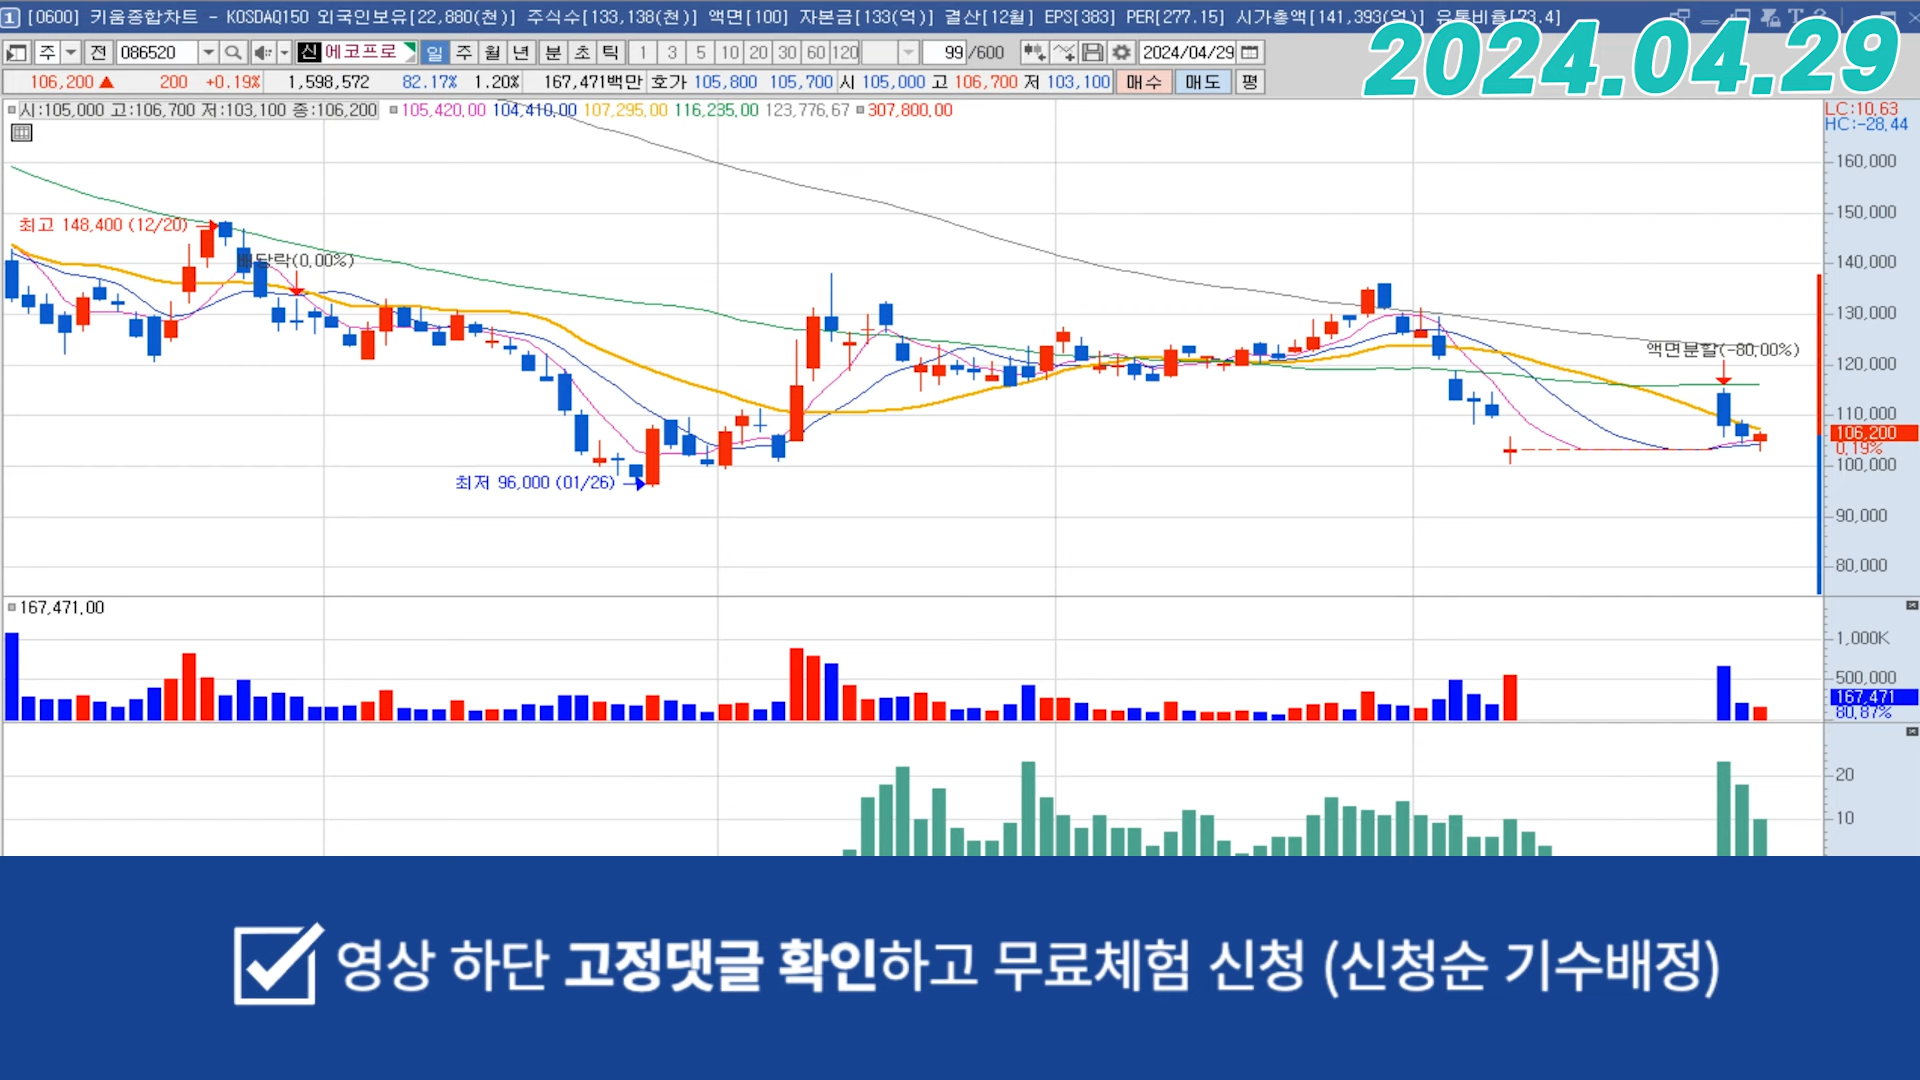 1 [0600] 키움종합차트 - KOSDAQ150 외국인보유[22,880(천)] 주식수[133,138(천)] 액면[100] 자본금[133(억)] 결산[12월] EPS[383] PER[277.15] 시가총액[141,393(억)] 유통비율[73.4]
2024.04.29
주 전 086520 신 에코프로 일 주 월 년 분 초 틱 1 3 5 10 20 30 60 120 99 /600 2024/04/29
106,200 ▲ 200 +0.19% 1,598,572 82.17% 1.20% 167,471백만 호가 105,800 105,700 시 105,000 고 106,700 저 103,100 매수 매도 평
시:105,000 고:106,700 저:103,100 종:106,200 105,420.00 104,410.00 107,295.00 116,235.00 123,776.67 307,800.00
LC:10.63
HC:-28.44
160,000
150,000
최고 148,400 (12/20)
배당락(0.00%)
140,000
130,000
액면분할(-80.00%)
120,000
110,000
106,200
0.19%
100,000
최저 96,000 (01/26)
90,000
80,000
167,471.00
1,000K
500,000
167,471
80.87%
20
10
영상 하단 고정댓글 확인하고 무료체험 신청 (신청순 기수배정)